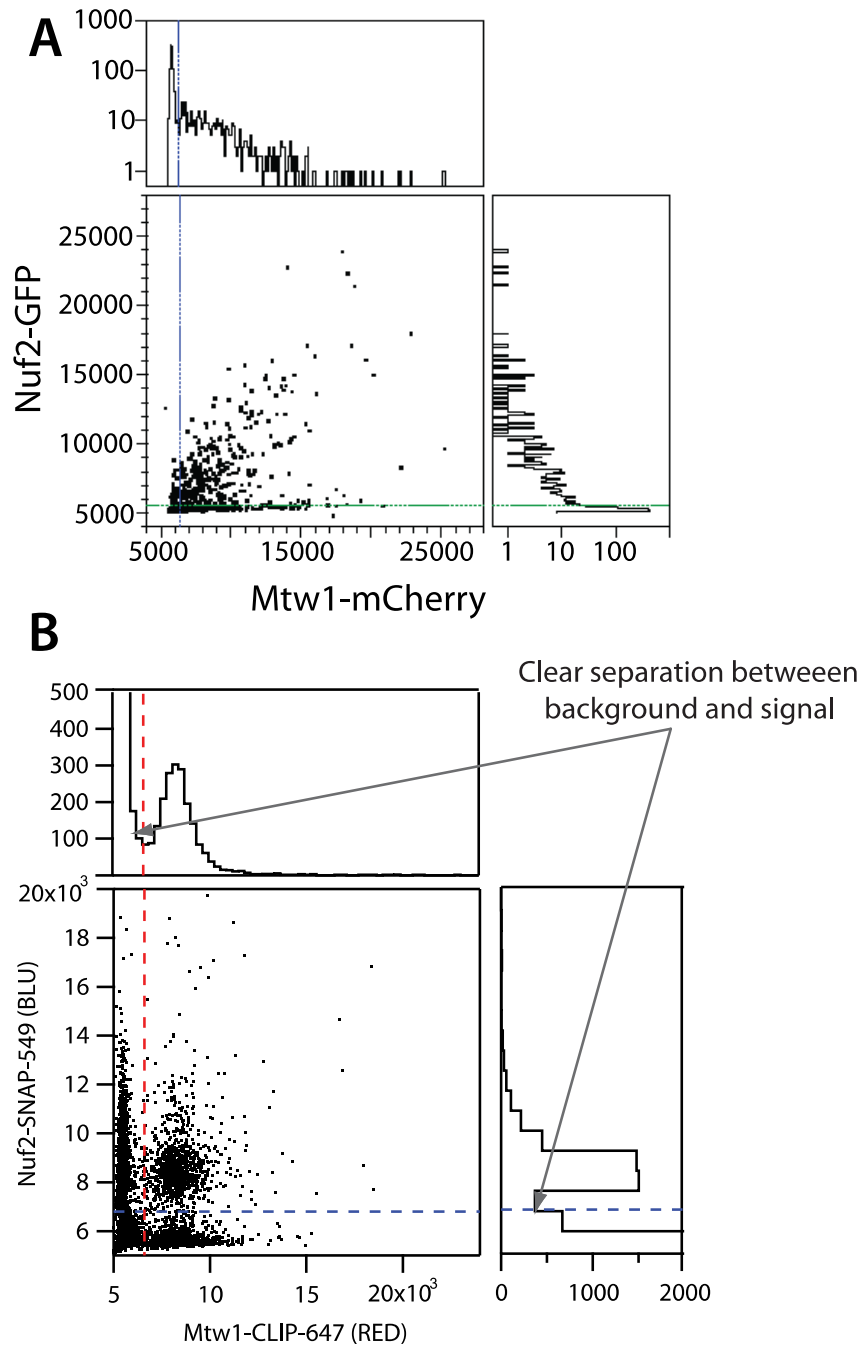 A
1000
100
10
1
25000
20000
15000
10000
5000
Nuf2-GFP
5000 15000 25000
1 10 100
Mtw1-mCherry
B
Clear separation betweeen
background and signal
500
400
300
200
100
20x10³
18
16
14
12
10
8
6
Nuf2-SNAP-549 (BLU)
5 10 20x10³
0 1000 2000
Mtw1-CLIP-647 (RED)